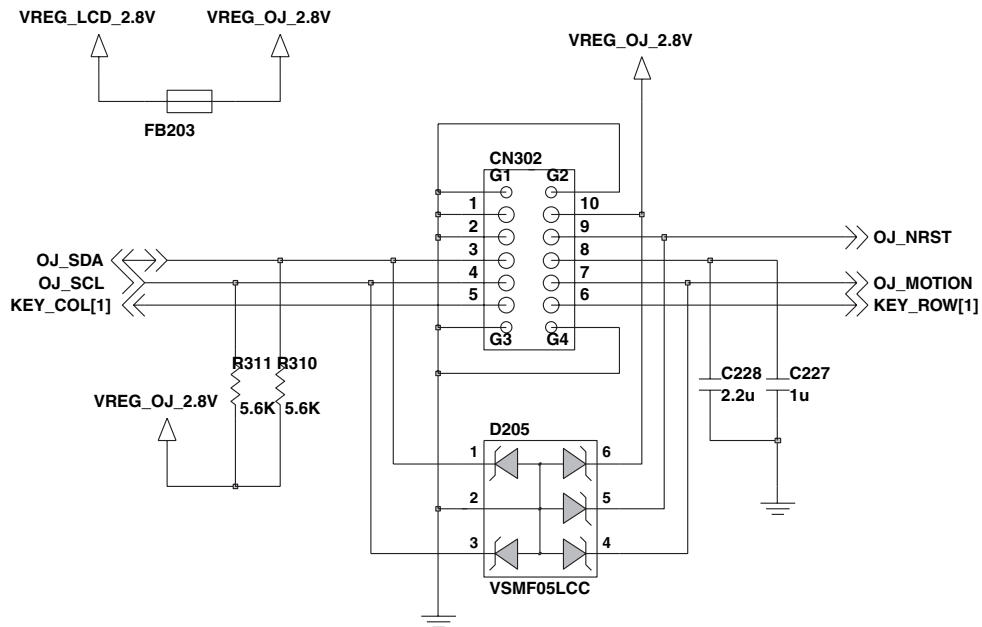 VREG_LCD_2.8V VREG_OJ_2.8V
FB203
VREG_OJ_2.8V
CN302
G1 G2
1 10
2 9
3 8
4 7
5 6
G3 G4
OJ_SDA
OJ_SCL
KEY_COL[1]
OJ_NRST
OJ_MOTION
KEY_ROW[1]
R311 R310
5.6K 5.6K
VREG_OJ_2.8V
C228 C227
2.2u 1u
D205
1 6
2 5
3 4
VSMF05LCC